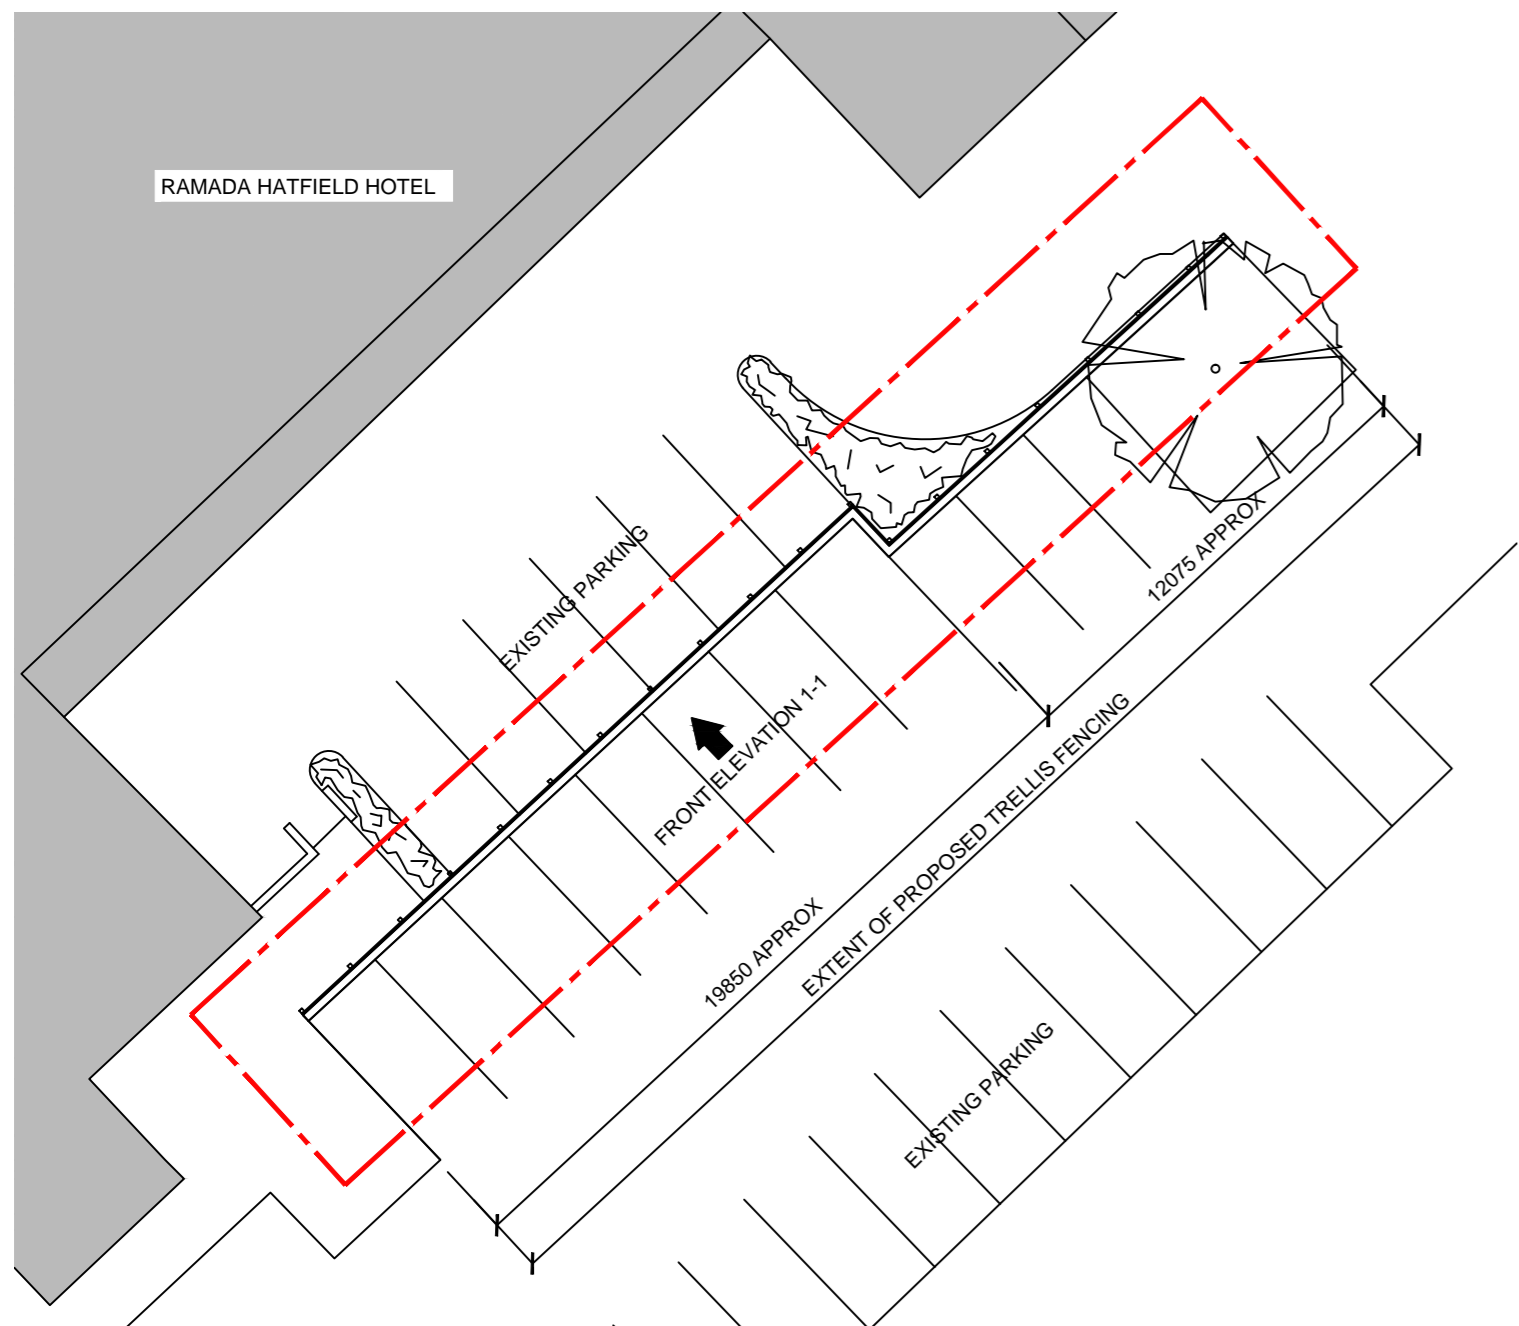 RAMADA HATFIELD HOTEL
EXISTING PARKING
12075 APPROX
FRONT ELEVATION 1-1
EXTENT OF PROPOSED TRELLIS FENCING
19850 APPROX
EXISTING PARKING